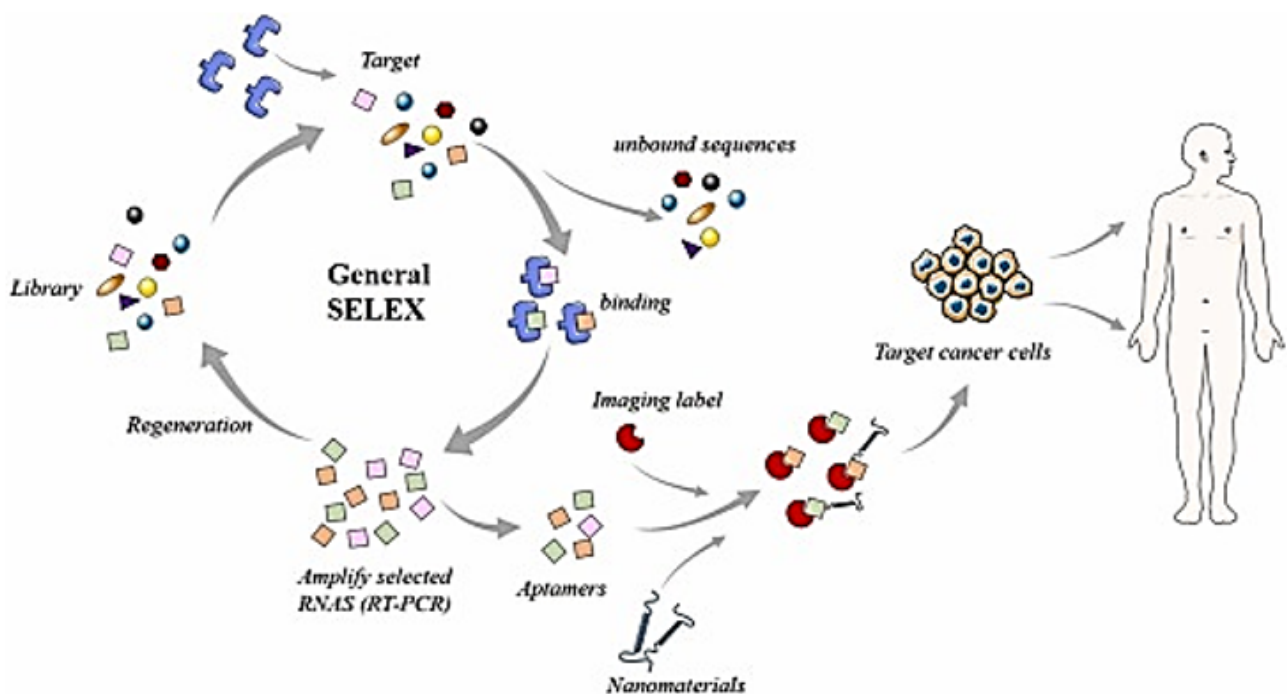 Target
unbound sequences
General
SELEX
Library
binding
Target cancer cells
Imaging label
Regeneration
Amplify selected
RNAS (RT-PCR)
Aptamers
Nanomaterials